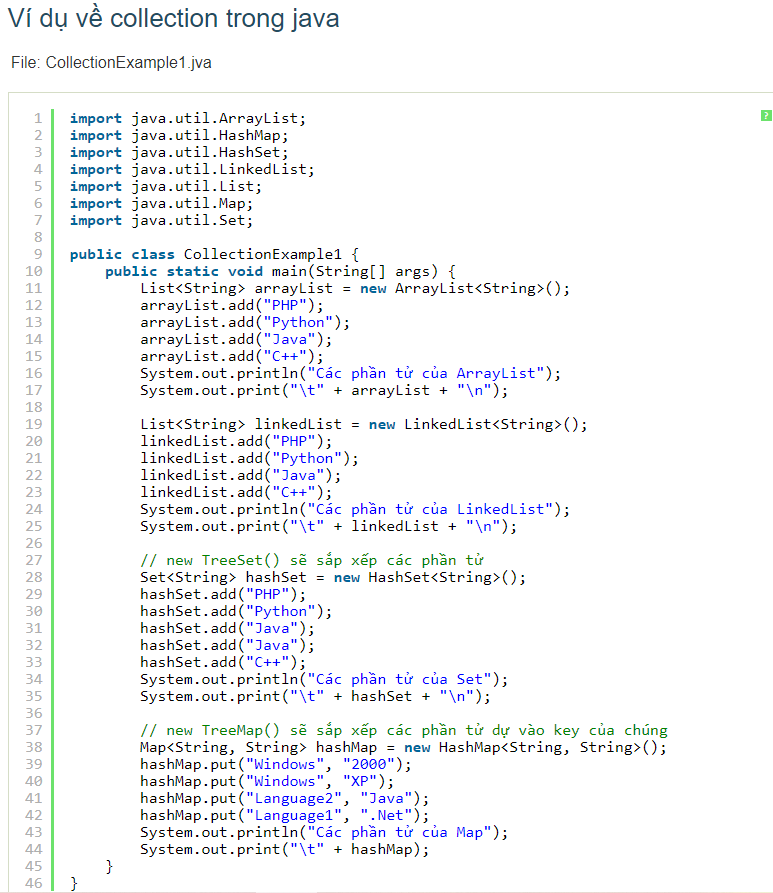 Ví dụ về collection trong java
File: CollectionExample1.jva
?
1 import java.util.ArrayList;
2 import java.util.HashMap;
3 import java.util.HashSet;
4 import java.util.LinkedList;
5 import java.util.List;
6 import java.util.Map;
7 import java.util.Set;
8
9 public class CollectionExample1 {
10     public static void main(String[] args) {
11         List<String> arrayList = new ArrayList<String>();
12         arrayList.add("PHP");
13         arrayList.add("Python");
14         arrayList.add("Java");
15         arrayList.add("C++");
16         System.out.println("Các phần tử của ArrayList");
17         System.out.print("\t" + arrayList + "\n");
18
19         List<String> linkedList = new LinkedList<String>();
20         linkedList.add("PHP");
21         linkedList.add("Python");
22         linkedList.add("Java");
23         linkedList.add("C++");
24         System.out.println("Các phần tử của LinkedList");
25         System.out.print("\t" + linkedList + "\n");
26
27         // new TreeSet() sẽ sắp xếp các phần tử
28         Set<String> hashSet = new HashSet<String>();
29         hashSet.add("PHP");
30         hashSet.add("Python");
31         hashSet.add("Java");
32         hashSet.add("Java");
33         hashSet.add("C++");
34         System.out.println("Các phần tử của Set");
35         System.out.print("\t" + hashSet + "\n");
36
37         // new TreeMap() sẽ sắp xếp các phần tử dự vào key của chúng
38         Map<String, String> hashMap = new HashMap<String, String>();
39         hashMap.put("Windows", "2000");
40         hashMap.put("Windows", "XP");
41         hashMap.put("Language2", "Java");
42         hashMap.put("Language1", ".Net");
43         System.out.println("Các phần tử của Map");
44         System.out.print("\t" + hashMap);
45     }
46 }